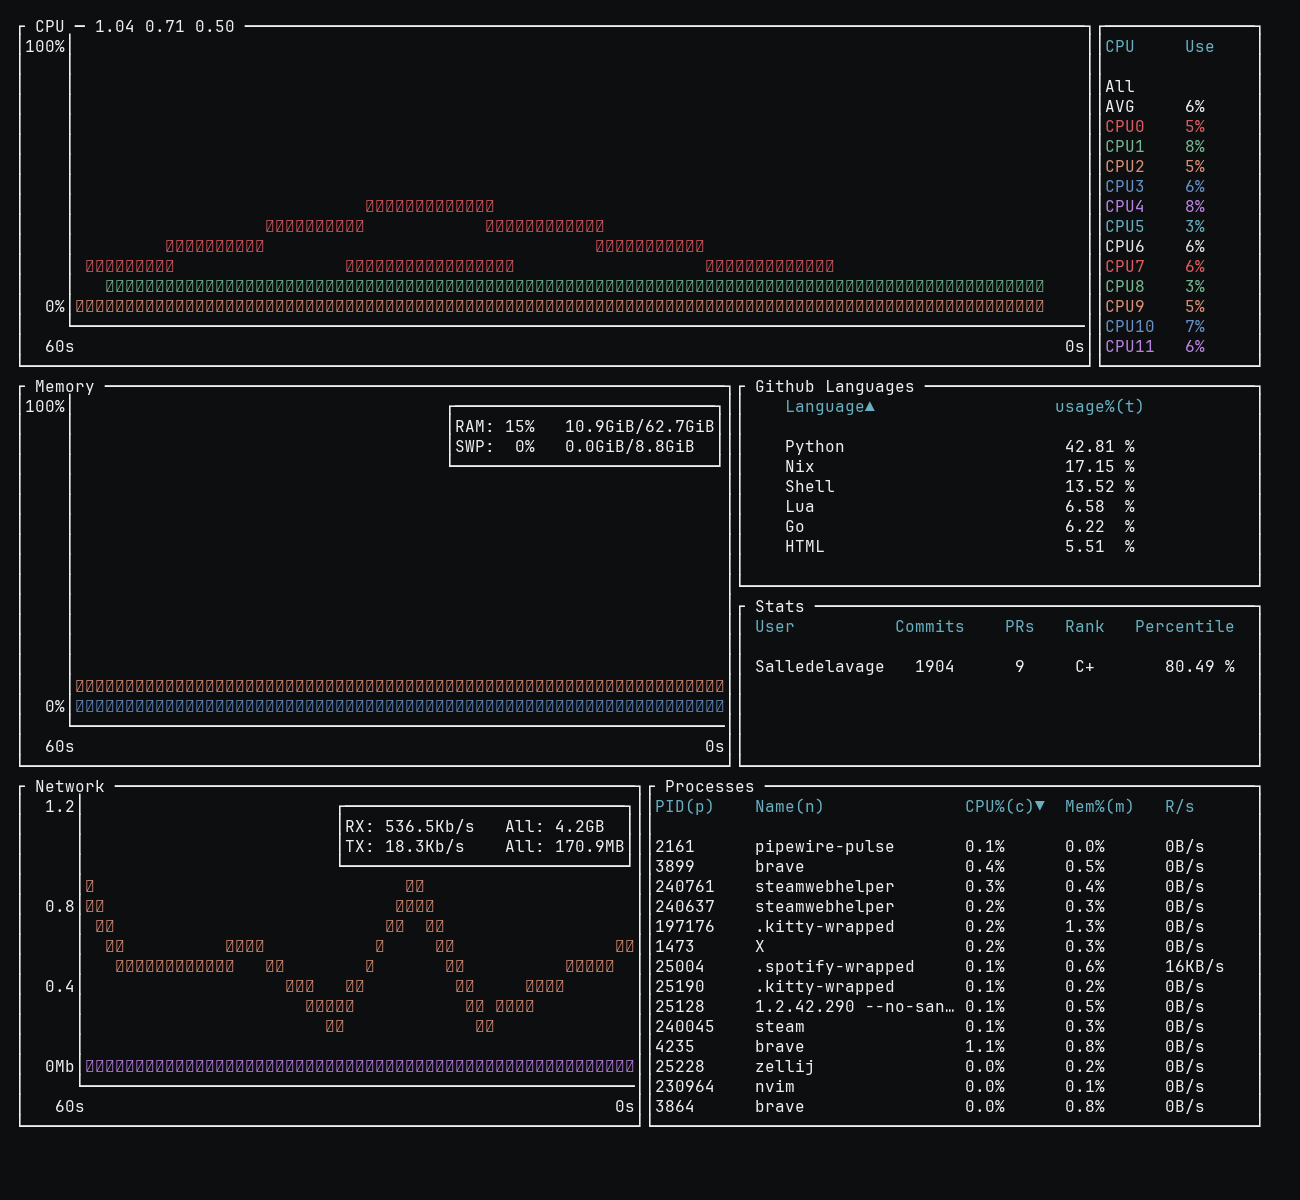 CPU ─ 1.04 0.71 0.50
100%
0%
60s 0s
CPU Use
All
AVG 6%
CPU0 5%
CPU1 8%
CPU2 5%
CPU3 6%
CPU4 8%
CPU5 3%
CPU6 6%
CPU7 6%
CPU8 3%
CPU9 5%
CPU10 7%
CPU11 6%
Memory
100%
RAM: 15% 10.9GiB/62.7GiB
SWP: 0% 0.0GiB/8.8GiB
0%
60s 0s
Github Languages
Language▲ usage%(t)
Python 42.81 %
Nix 17.15 %
Shell 13.52 %
Lua 6.58 %
Go 6.22 %
HTML 5.51 %
Stats
User Commits PRs Rank Percentile
Salledelavage 1904 9 C+ 80.49 %
Network
1.2
RX: 536.5Kb/s All: 4.2GB
TX: 18.3Kb/s All: 170.9MB
0.8
0.4
0Mb
60s 0s
Processes
PID(p) Name(n) CPU%(c)▼ Mem%(m) R/s
2161 pipewire-pulse 0.1% 0.0% 0B/s
3899 brave 0.4% 0.5% 0B/s
240761 steamwebhelper 0.3% 0.4% 0B/s
240637 steamwebhelper 0.2% 0.3% 0B/s
197176 .kitty-wrapped 0.2% 1.3% 0B/s
1473 X 0.2% 0.3% 0B/s
25004 .spotify-wrapped 0.1% 0.6% 16KB/s
25190 .kitty-wrapped 0.1% 0.2% 0B/s
25128 1.2.42.290 --no-san… 0.1% 0.5% 0B/s
240045 steam 0.1% 0.3% 0B/s
4235 brave 1.1% 0.8% 0B/s
25228 zellij 0.0% 0.2% 0B/s
230964 nvim 0.0% 0.1% 0B/s
3864 brave 0.0% 0.8% 0B/s